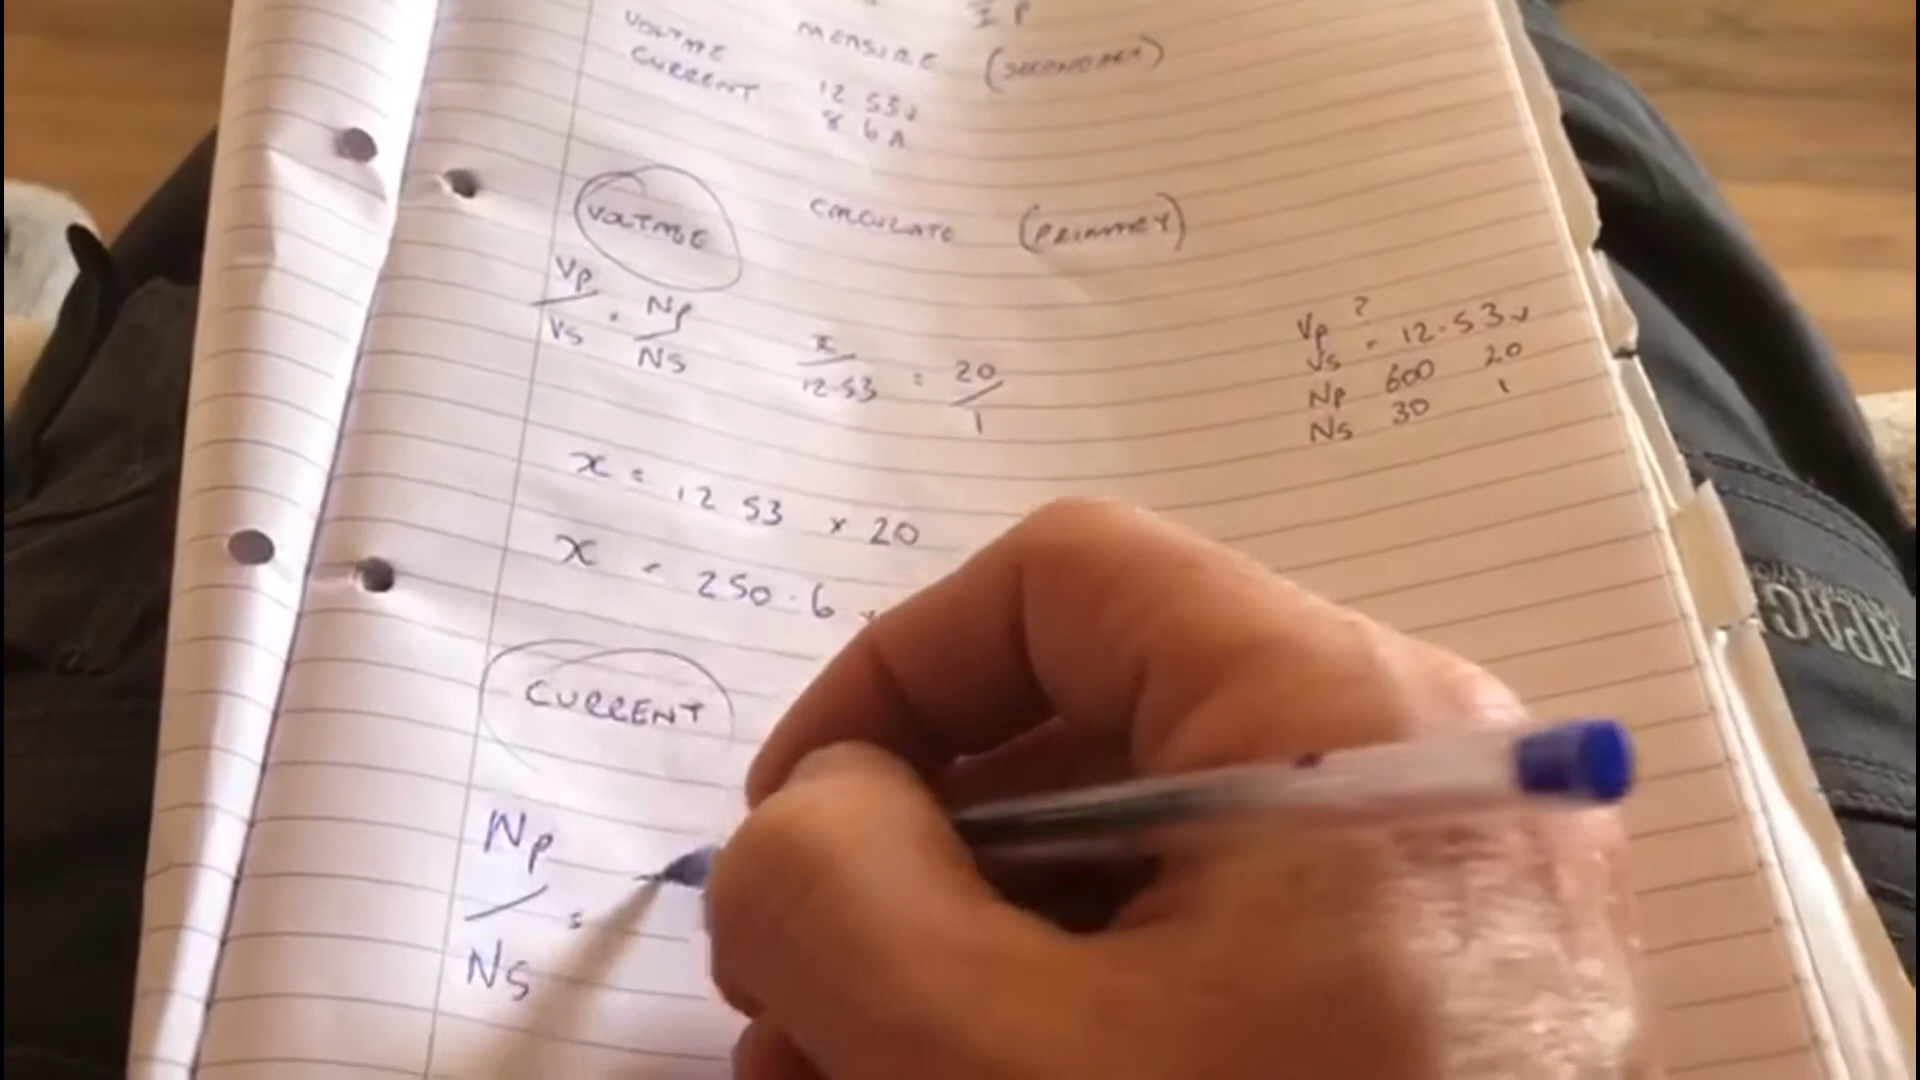 I P
MEASURE (SECONDARY)
VOLTAGE 12 53v
CURRENT 8 6A
VOLTAGE CALCULATE (PRIMARY)
Vp / Vs = Np / Ns
x / 12 53 = 20 / 1
Vp ?
Vs = 12.53v
Np 600 20
Ns 30 1
x = 12 53 x 20
x = 250.6 v
CURRENT
Np / Ns =